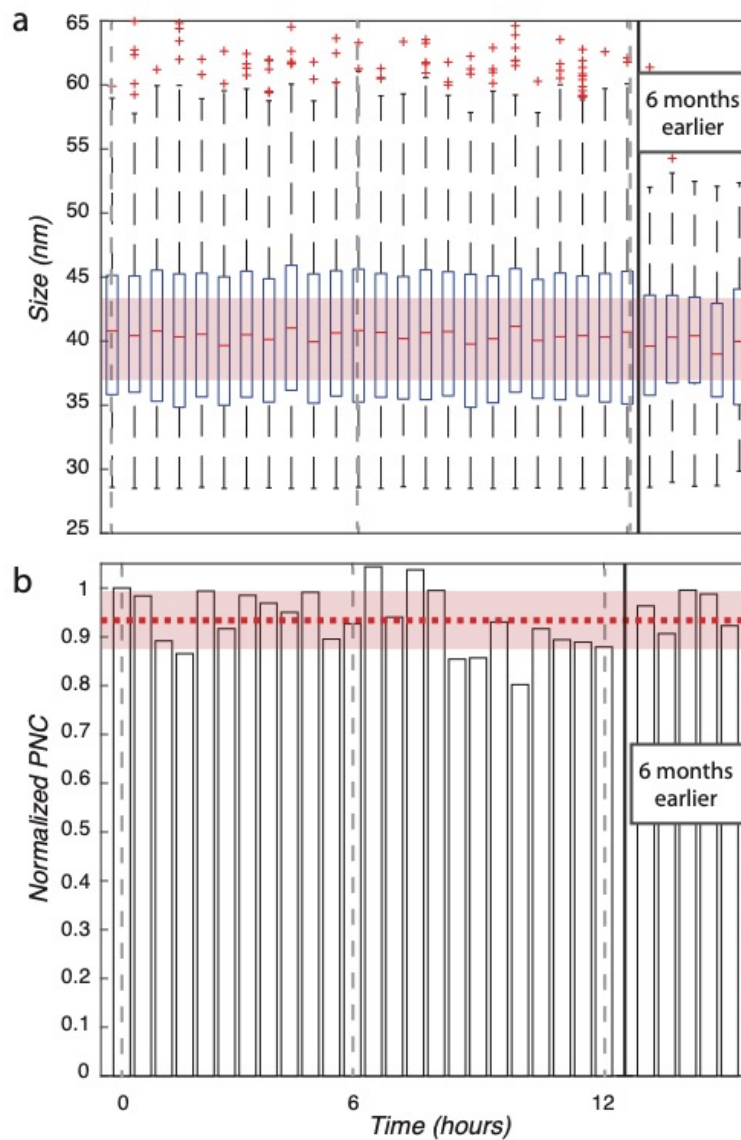 a
65
60
55
50
45
40
35
30
25
Size (nm)
6 months
earlier
b
1
0.9
0.8
0.7
0.6
0.5
0.4
0.3
0.2
0.1
0
Normalized PNC
6 months
earlier
0 6 12
Time (hours)